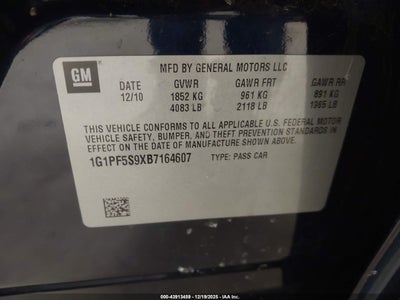 GM
MFD BY GENERAL MOTORS LLC
DATE GVWR GAWR FRT GAWR RR
12/10 1852 KG 961 KG 891 KG
4083 LB 2118 LB 1965 LB
THIS VEHICLE CONFORMS TO ALL APPLICABLE U.S. FEDERAL MOTOR
VEHICLE SAFETY, BUMPER, AND THEFT PREVENTION STANDARDS
IN EFFECT ON THE DATE OF MANUFACTURE SHOWN ABOVE.
1G1PF5S9XB7164607 TYPE: PASS CAR
000-43913459 - 12/19/2025 - IAA Inc.